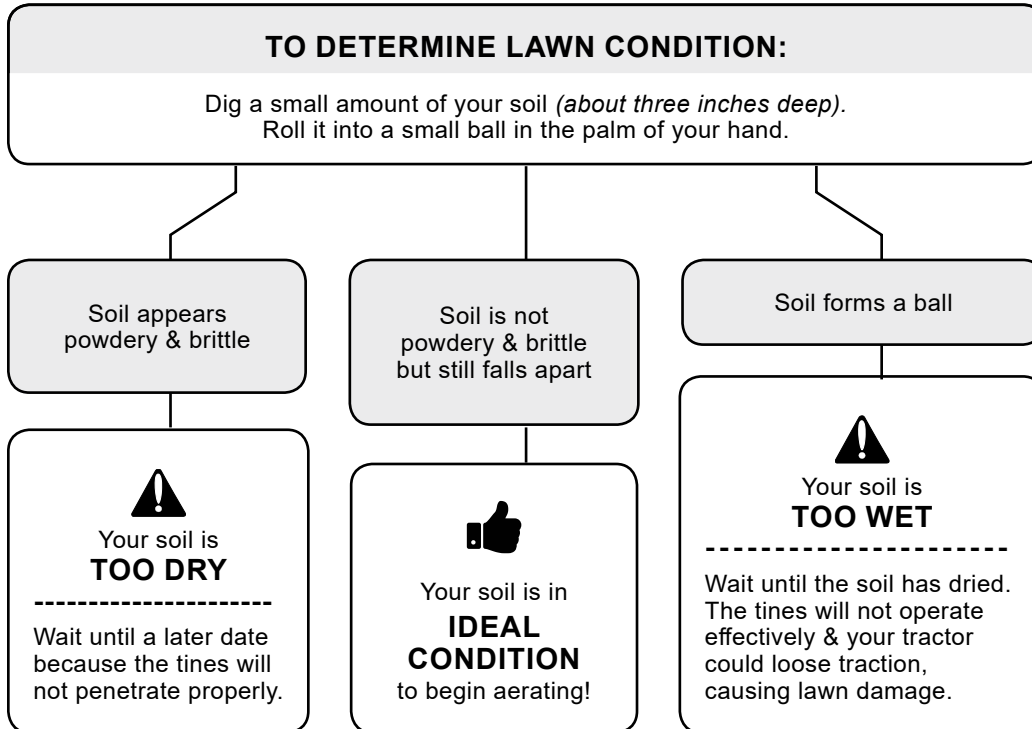 TO DETERMINE LAWN CONDITION:
Dig a small amount of your soil (about three inches deep).
Roll it into a small ball in the palm of your hand.
Soil appears
powdery & brittle
Your soil is
TOO DRY
Wait until a later date
because the tines will
not penetrate properly.
Soil is not
powdery & brittle
but still falls apart
Your soil is in
IDEAL
CONDITION
to begin aerating!
Soil forms a ball
Your soil is
TOO WET
Wait until the soil has dried.
The tines will not operate
effectively & your tractor
could loose traction,
causing lawn damage.